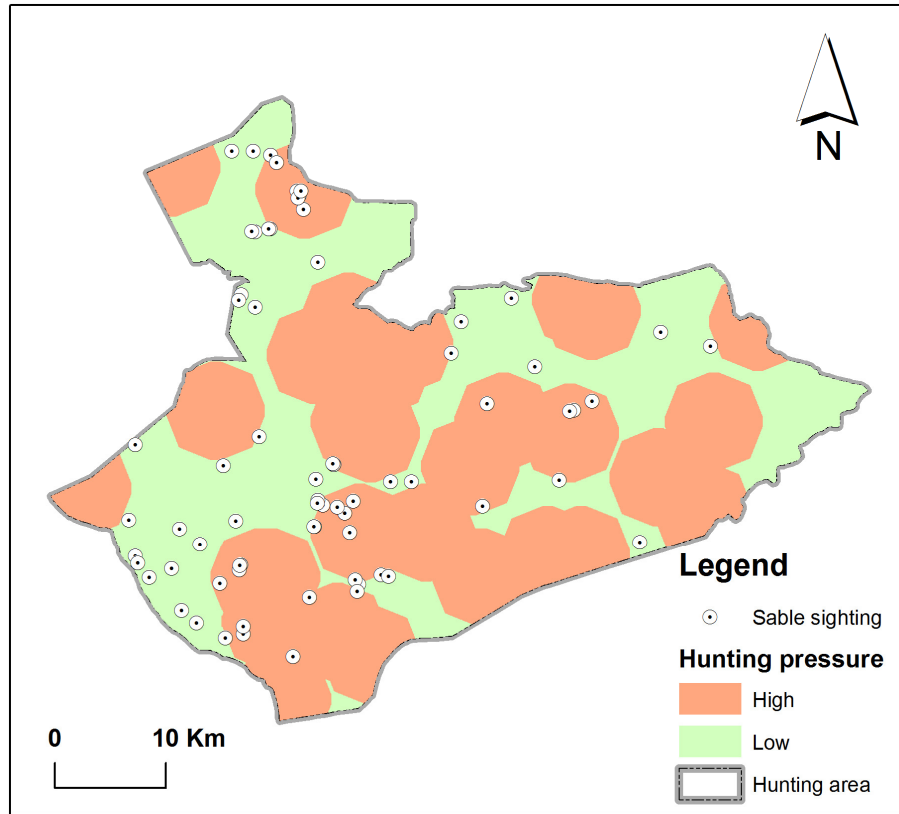 N
Legend
Sable sighting
Hunting pressure
High
Low
Hunting area
0 10 Km